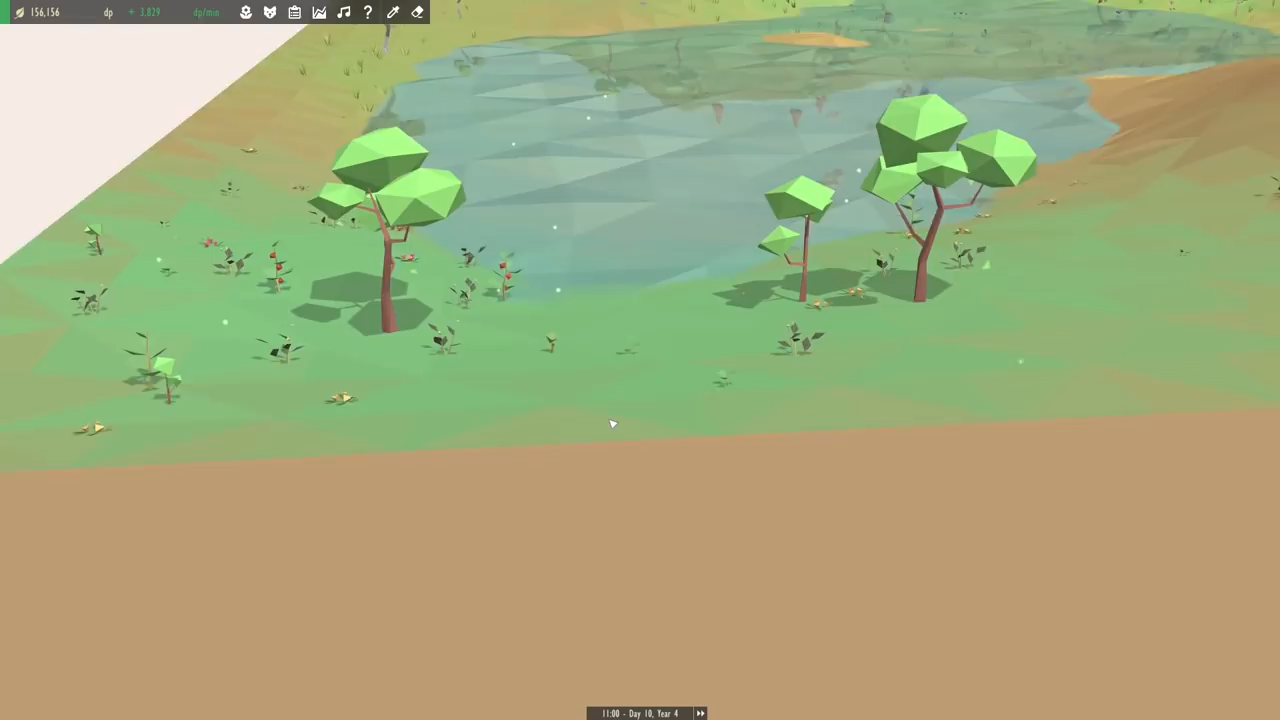 156,156 dp + 3,829 dp/min ?
11:00 - Day 10, Year 4